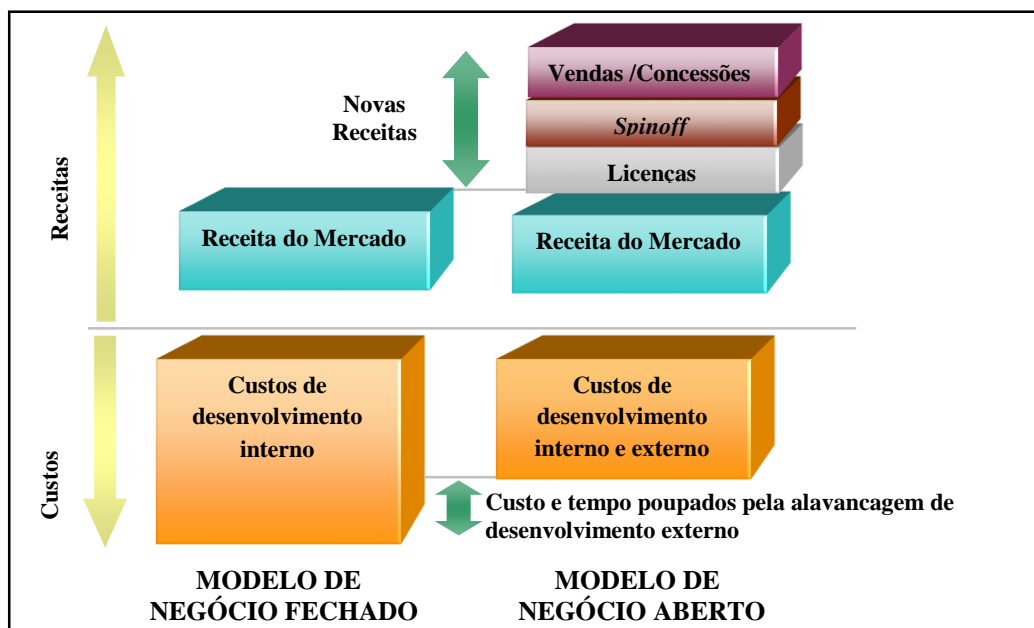 Vendas /Concessões
Novas
Receitas
Spinoff
Licenças
Receitas
Receita do Mercado
Receita do Mercado
Custos de
desenvolvimento
interno
Custos de
desenvolvimento
interno e externo
Custos
Custo e tempo poupados pela alavancagem de
desenvolvimento externo
MODELO DE
NEGÓCIO FECHADO
MODELO DE
NEGÓCIO ABERTO